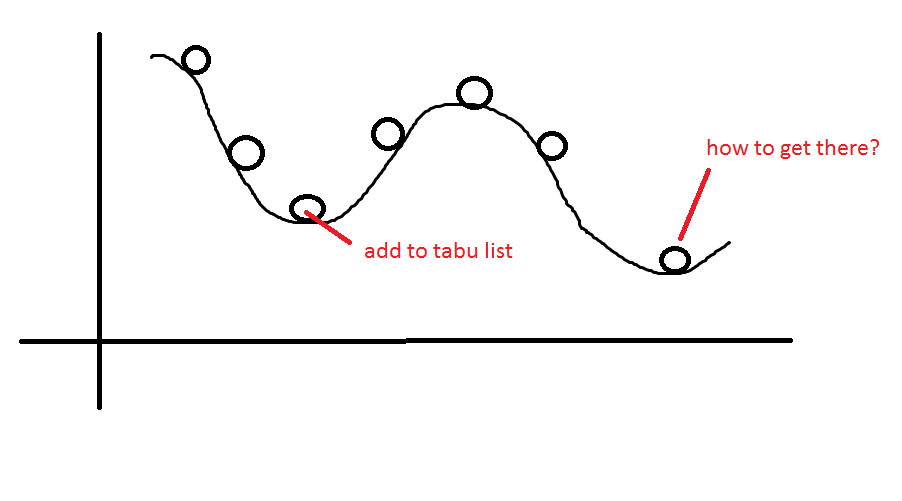 how to get there?
add to tabu list